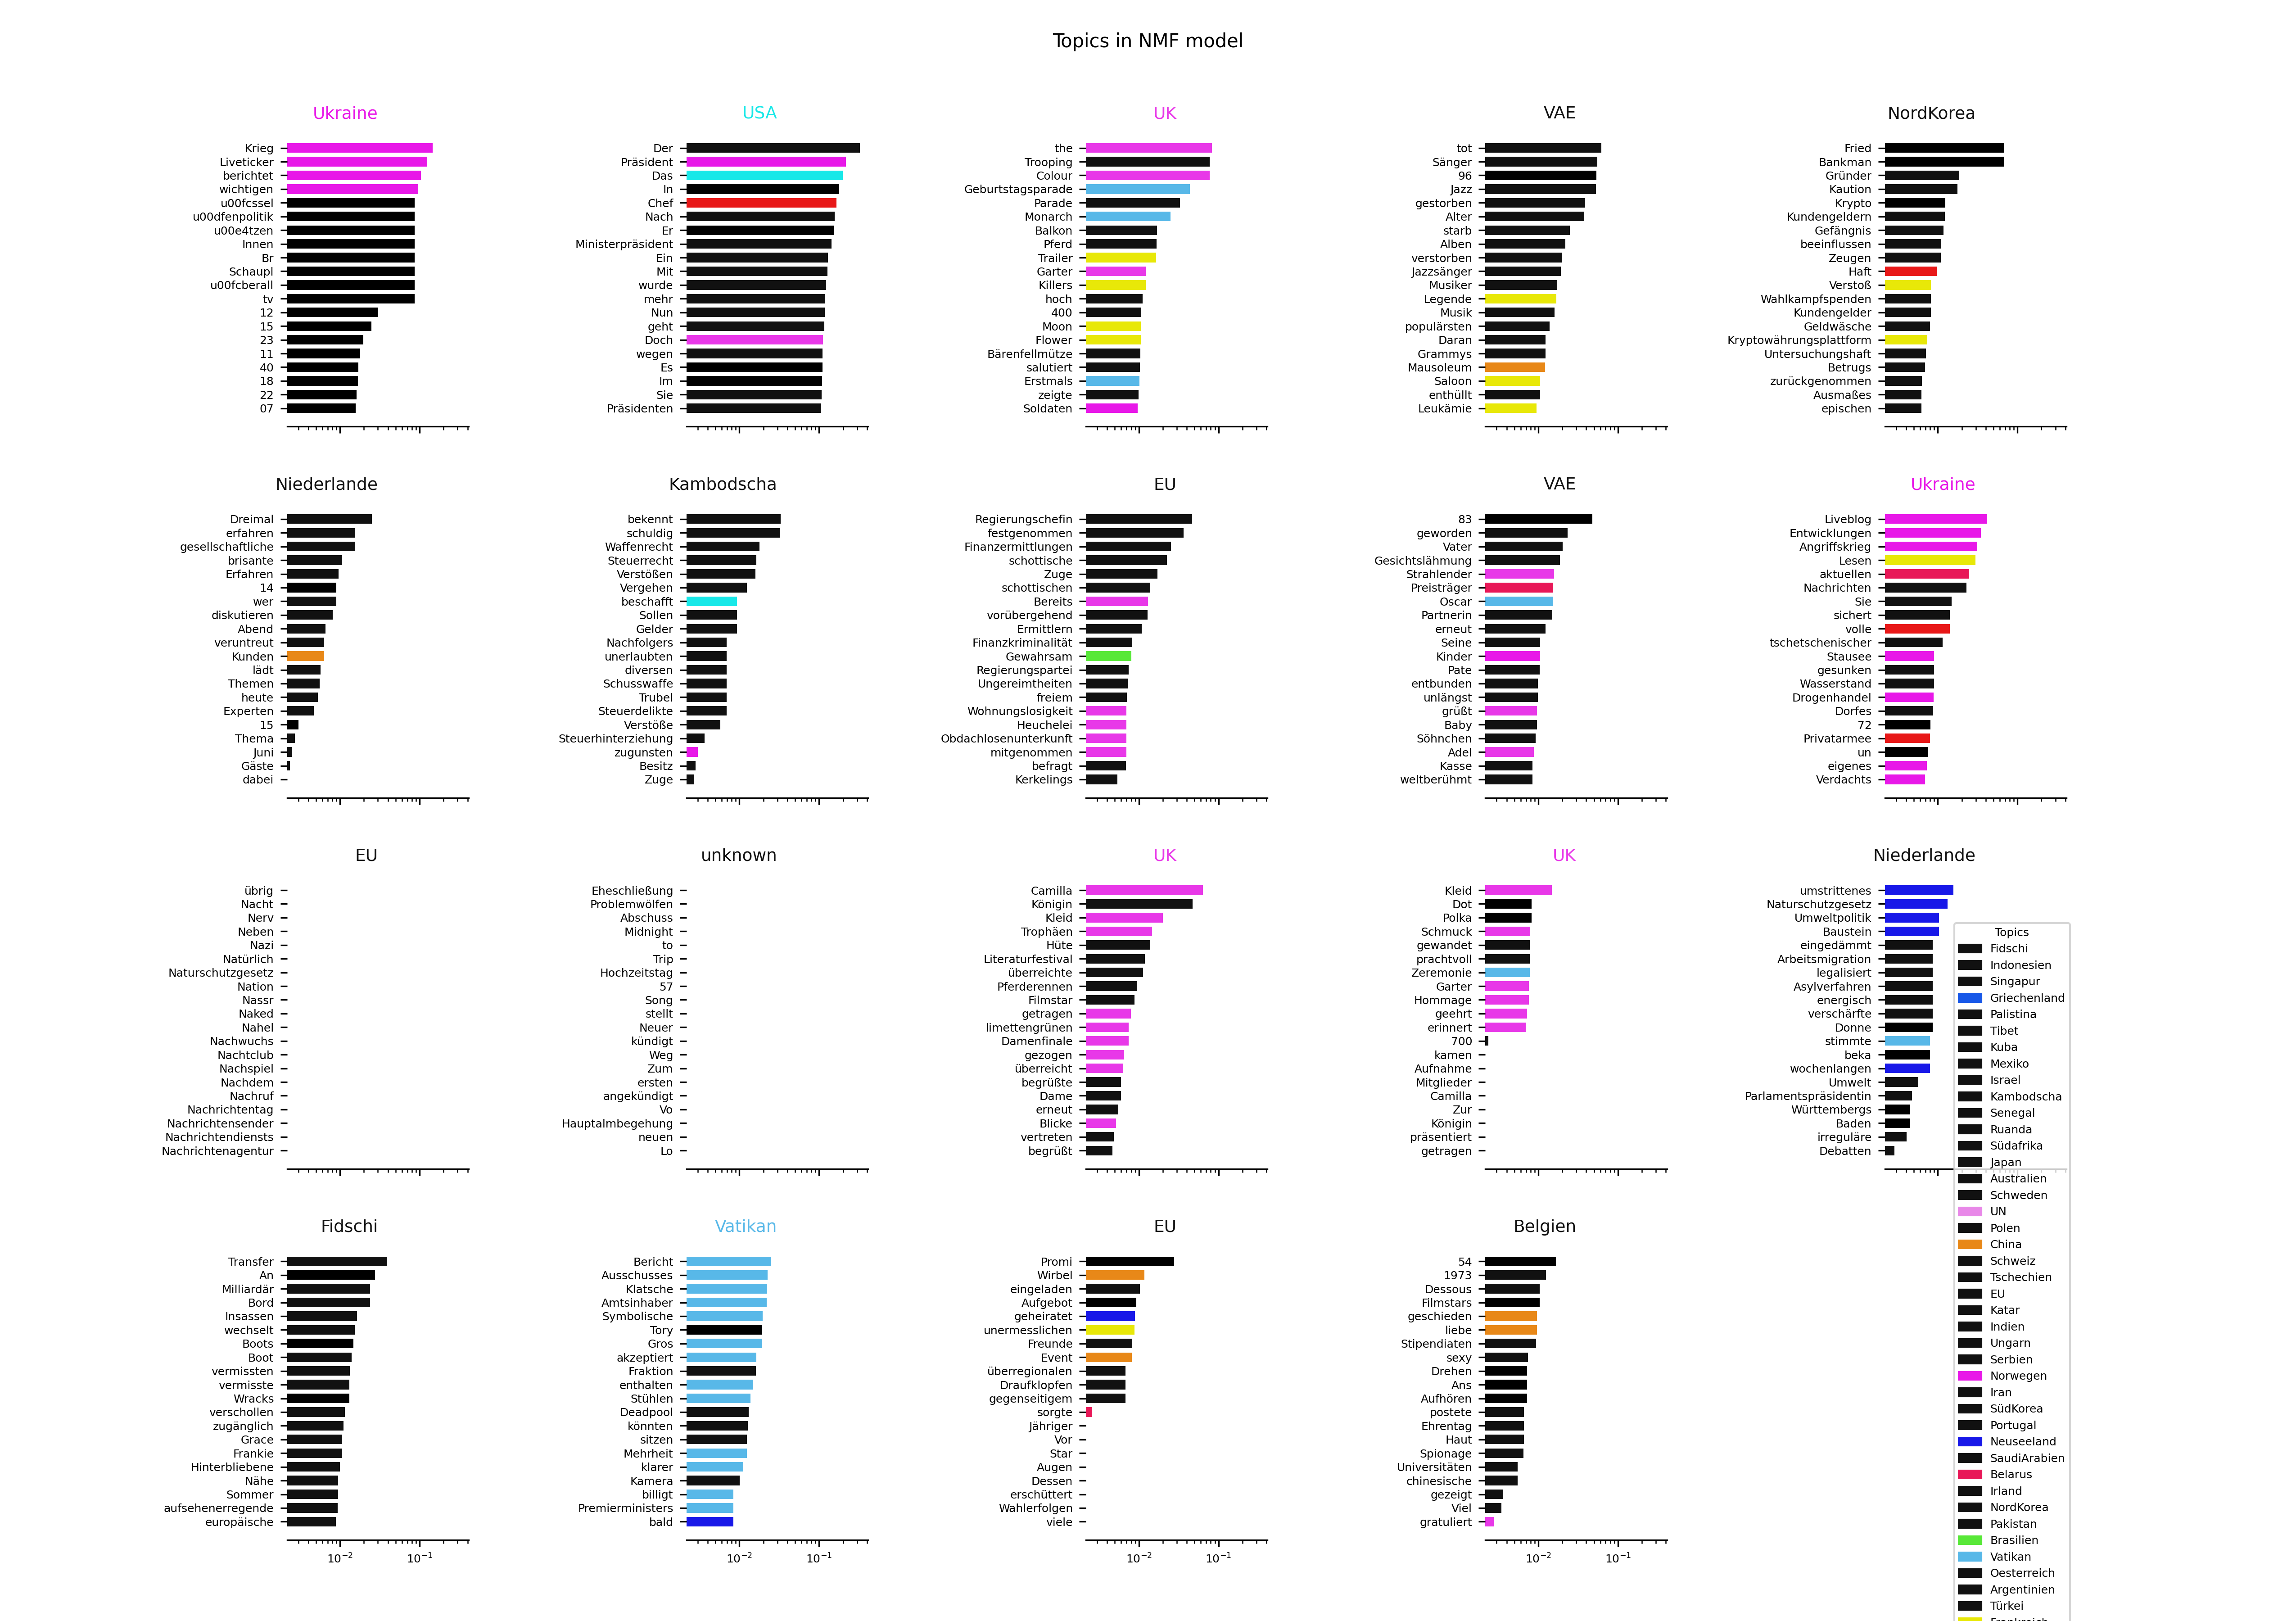 Topics in NMF model
Ukraine
Krieg
Liveticker
berichtet
wichtigen
u00fcssel
u00dfenpolitik
u00e4tzen
Innen
Br
Schaupl
u00fcberall
tv
12
15
23
11
40
18
22
07
USA
Der
Präsident
Das
In
Chef
Nach
Er
Ministerpräsident
Ein
Mit
wurde
mehr
Nun
geht
Doch
wegen
Es
Im
Sie
Präsidenten
UK
the
Trooping
Colour
Geburtstagsparade
Parade
Monarch
Balkon
Pferd
Trailer
Garter
Killers
hoch
400
Moon
Flower
Bärenfellmütze
salutiert
Erstmals
zeigte
Soldaten
VAE
tot
Sänger
96
Jazz
gestorben
Alter
starb
Alben
verstorben
Jazzsänger
Musiker
Legende
Musik
populärsten
Daran
Grammys
Mausoleum
Saloon
enthüllt
Leukämie
NordKorea
Fried
Bankman
Gründer
Kaution
Krypto
Kundengeldern
Gefängnis
beeinflussen
Zeugen
Haft
Verstoß
Wahlkampfspenden
Kundengelder
Geldwäsche
Kryptowährungsplattform
Untersuchungshaft
Betrugs
zurückgenommen
Ausmaßes
epischen
Niederlande
Dreimal
erfahren
gesellschaftliche
brisante
Erfahren
14
wer
diskutieren
Abend
veruntreut
Kunden
lädt
Themen
heute
Experten
15
Thema
Juni
Gäste
dabei
Kambodscha
bekennt
schuldig
Waffenrecht
Steuerrecht
Verstößen
Vergehen
beschafft
Sollen
Gelder
Nachfolgers
unerlaubten
diversen
Schusswaffe
Trubel
Steuerdelikte
Verstöße
Steuerhinterziehung
zugunsten
Besitz
Zuge
EU
Regierungschefin
festgenommen
Finanzermittlungen
schottische
Zuge
schottischen
Bereits
vorübergehend
Ermittlern
Finanzkriminalität
Gewahrsam
Regierungspartei
Ungereimtheiten
freiem
Wohnungslosigkeit
Heuchelei
Obdachlosenunterkunft
mitgenommen
befragt
Kerkelings
VAE
83
geworden
Vater
Gesichtslähmung
Strahlender
Preisträger
Oscar
Partnerin
erneut
Seine
Kinder
Pate
entbunden
unlängst
grüßt
Baby
Söhnchen
Adel
Kasse
weltberühmt
Ukraine
Liveblog
Entwicklungen
Angriffskrieg
Lesen
aktuellen
Nachrichten
Sie
sichert
volle
tschetschenischer
Stausee
gesunken
Wasserstand
Drogenhandel
Dorfes
72
Privatarmee
un
eigenes
Verdachts
EU
übrig
Nacht
Nerv
Neben
Nazi
Natürlich
Naturschutzgesetz
Nation
Nassr
Naked
Nahel
Nachwuchs
Nachtclub
Nachspiel
Nachdem
Nachruf
Nachrichtentag
Nachrichtensender
Nachrichtendiensts
Nachrichtenagentur
unknown
Eheschließung
Problemwölfen
Abschuss
Midnight
to
Trip
Hochzeitstag
57
Song
stellt
Neuer
kündigt
Weg
Zum
ersten
angekündigt
Vo
Hauptalmbegehung
neuen
Lo
UK
Camilla
Königin
Kleid
Trophäen
Hüte
Literaturfestival
überreichte
Pferderennen
Filmstar
getragen
limettengrünen
Damenfinale
gezogen
überreicht
begrüßte
Dame
erneut
Blicke
vertreten
begrüßt
UK
Kleid
Dot
Polka
Schmuck
gewandet
prachtvoll
Zeremonie
Garter
Hommage
geehrt
erinnert
700
kamen
Aufnahme
Mitglieder
Camilla
Zur
Königin
präsentiert
getragen
Niederlande
umstrittenes
Naturschutzgesetz
Umweltpolitik
Baustein
eingedämmt
Arbeitsmigration
legalisiert
Asylverfahren
energisch
verschärfte
Donne
stimmte
beka
wochenlangen
Umwelt
Parlamentspräsidentin
Württembergs
Baden
irreguläre
Debatten
Fidschi
Transfer
An
Milliardär
Bord
Insassen
wechselt
Boots
Boot
vermissten
vermisste
Wracks
verschollen
zugänglich
Grace
Frankie
Hinterbliebene
Nähe
Sommer
aufsehenerregende
europäische
10⁻² 10⁻¹
Vatikan
Bericht
Ausschusses
Klatsche
Amtsinhaber
Symbolische
Tory
Gros
akzeptiert
Fraktion
enthalten
Stühlen
Deadpool
könnten
sitzen
Mehrheit
klarer
Kamera
billigt
Premierministers
bald
10⁻² 10⁻¹
EU
Promi
Wirbel
eingeladen
Aufgebot
geheiratet
unermesslichen
Freunde
Event
überregionalen
Draufklopfen
gegenseitigem
sorgte
Jähriger
Vor
Star
Augen
Dessen
erschüttert
Wahlerfolgen
viele
10⁻² 10⁻¹
Belgien
54
1973
Dessous
Filmstars
geschieden
liebe
Stipendiaten
sexy
Drehen
Ans
Aufhören
postete
Ehrentag
Haut
Spionage
Universitäten
chinesische
gezeigt
Viel
gratuliert
10⁻² 10⁻¹
Topics
Fidschi
Indonesien
Singapur
Griechenland
Palistina
Tibet
Kuba
Mexiko
Israel
Kambodscha
Senegal
Ruanda
Südafrika
Japan
Australien
Schweden
UN
Polen
China
Schweiz
Tschechien
EU
Katar
Indien
Ungarn
Serbien
Norwegen
Iran
SüdKorea
Portugal
Neuseeland
SaudiArabien
Belarus
Irland
NordKorea
Pakistan
Brasilien
Vatikan
Oesterreich
Argentinien
Türkei
Frankreich